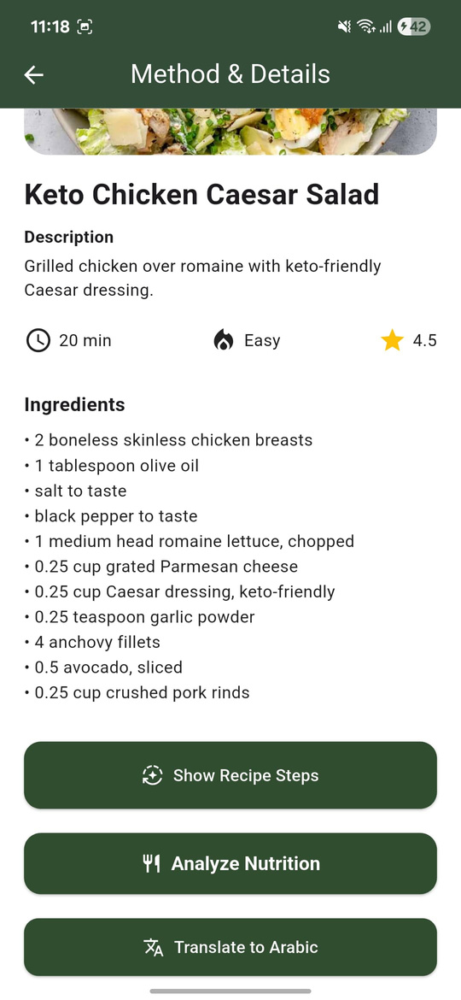 11:18
42
Method & Details
Keto Chicken Caesar Salad
Description
Grilled chicken over romaine with keto-friendly
Caesar dressing.
20 min
Easy
4.5
Ingredients
• 2 boneless skinless chicken breasts
• 1 tablespoon olive oil
• salt to taste
• black pepper to taste
• 1 medium head romaine lettuce, chopped
• 0.25 cup grated Parmesan cheese
• 0.25 cup Caesar dressing, keto-friendly
• 0.25 teaspoon garlic powder
• 4 anchovy fillets
• 0.5 avocado, sliced
• 0.25 cup crushed pork rinds
Show Recipe Steps
Analyze Nutrition
Translate to Arabic